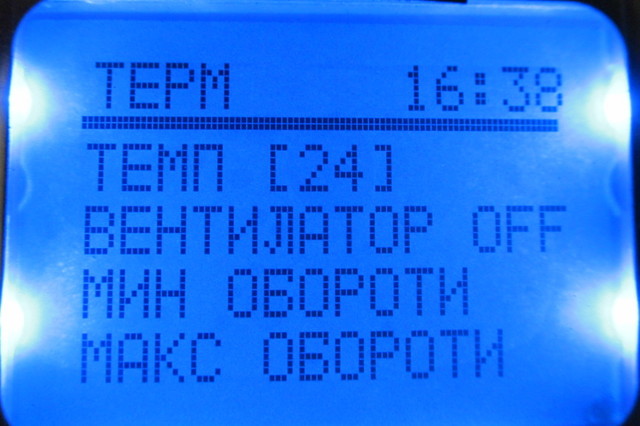 ТЕРМ 16:38
ТЕМП [24]
ВЕНТИЛАТОР OFF
МИН ОБОРОТИ
МАКС ОБОРОТИ